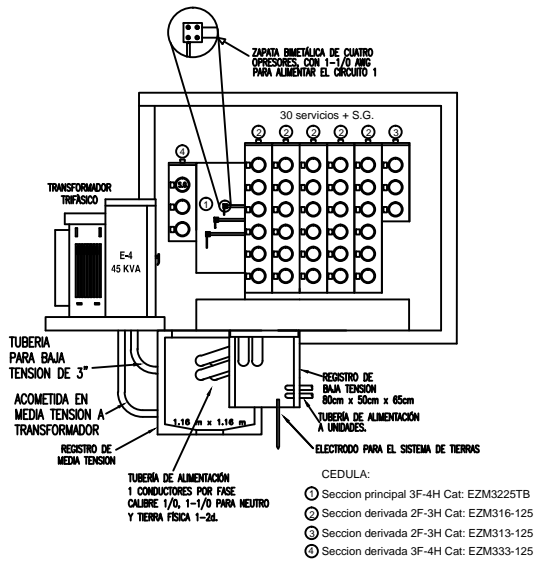 ZAPATA BIMETÁLICA DE CUATRO
OPRESORES, CON 1-1/0 AWG
PARA ALIMENTAR EL CIRCUITO 1
30 servicios + S.G.
2
2
2
2
2
3
4
S.G.
1
TRANSFORMADOR
TRIFÀSICO
E-4
45 KVA
TUBERIA
PARA BAJA
TENSION DE 3"
ACOMETIDA EN
MEDIA TENSION A
TRANSFORMADOR
REGISTRO DE
MEDIA TENSION
1.16 m x 1.16 m
REGISTRO DE
BAJA TENSION
80cm x 50cm x 65cm
TUBERÍA DE ALIMENTACIÓN
A UNIDADES.
ELECTRODO PARA EL SISTEMA DE TIERRAS
TUBERÍA DE ALIMENTACIÓN
1 CONDUCTORES POR FASE
CALIBRE 1/0, 1-1/0 PARA NEUTRO
Y TIERRA FÍSICA 1-2d.
CEDULA:
1 Seccion principal 3F-4H Cat: EZM3225TB
2 Seccion derivada 2F-3H Cat: EZM316-125
3 Seccion derivada 2F-3H Cat: EZM313-125
4 Seccion derivada 3F-4H Cat: EZM333-125